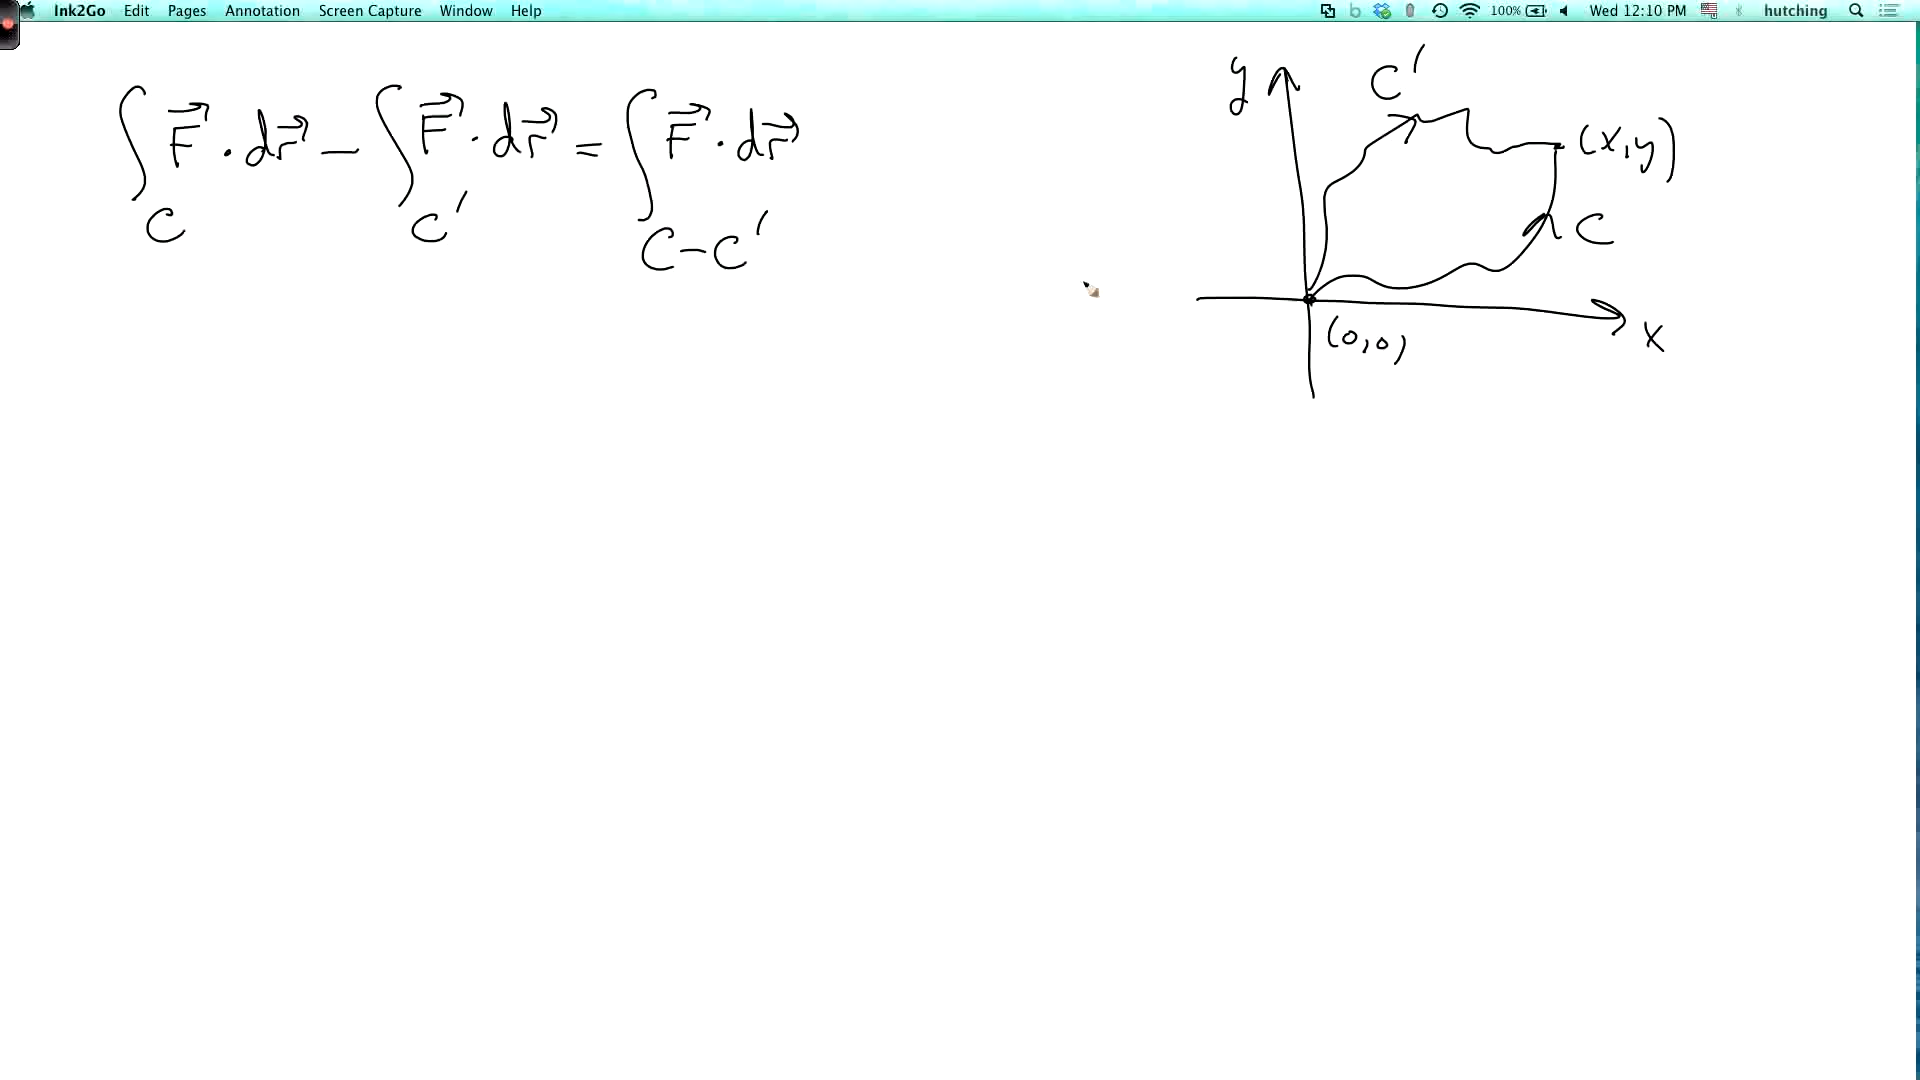 Ink2Go Edit Pages Annotation Screen Capture Window Help 100% Wed 12:10 PM hutching
∫_C F⃗ · dr⃗ − ∫_C′ F⃗ · dr⃗ = ∫_C−C′ F⃗ · dr⃗
y C′
(x,y)
C
(0,0) x